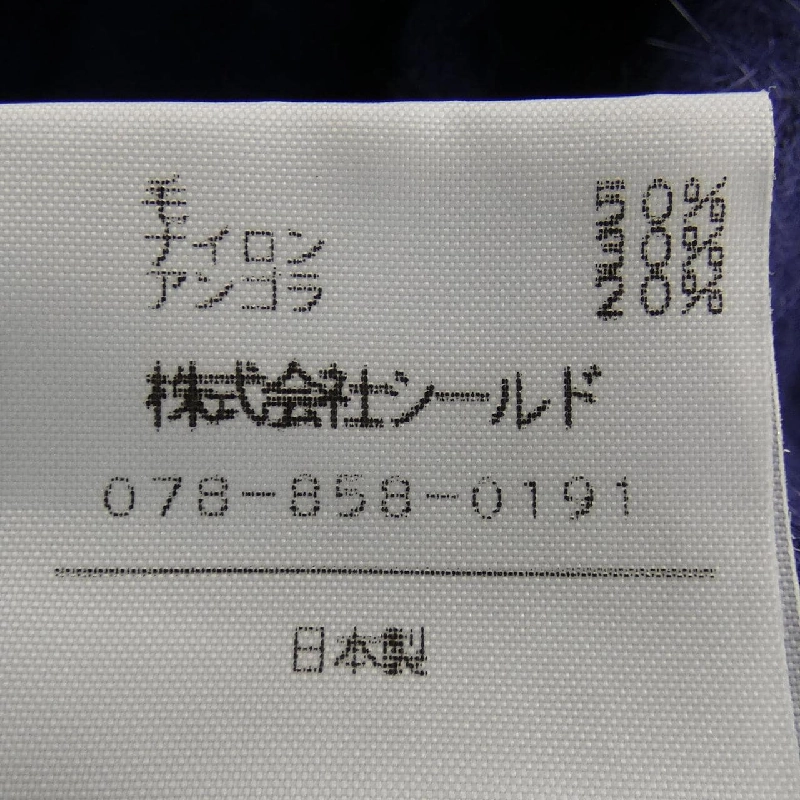 毛 50%
ナイロン 30%
アンゴラ 20%
株式会社シールド
078-858-0191
日本製